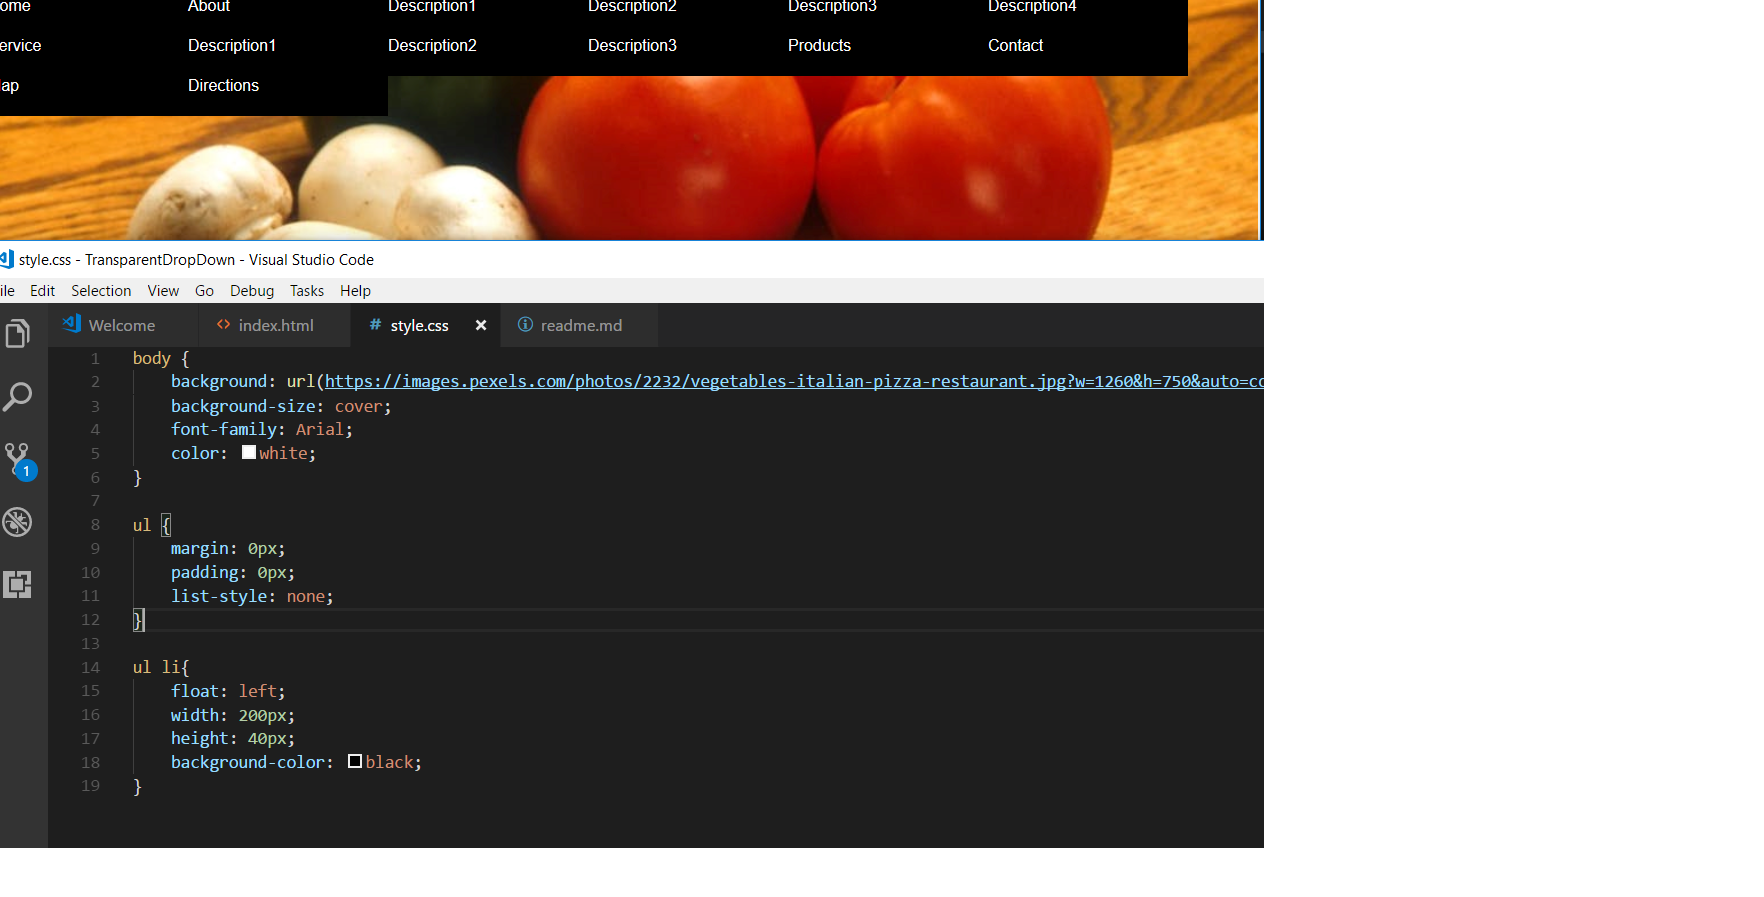 ome About Description1 Description2 Description3 Description4
ervice Description1 Description2 Description3 Products Contact
ap Directions
style.css - TransparentDropDown - Visual Studio Code
ile Edit Selection View Go Debug Tasks Help
Welcome index.html style.css readme.md
1 body {
2 background: url(https://images.pexels.com/photos/2232/vegetables-italian-pizza-restaurant.jpg?w=1260&h=750&auto=co
3 background-size: cover;
4 font-family: Arial;
5 color: white;
6 }
7
8 ul {
9 margin: 0px;
10 padding: 0px;
11 list-style: none;
12 }
13
14 ul li{
15 float: left;
16 width: 200px;
17 height: 40px;
18 background-color: black;
19 }
1